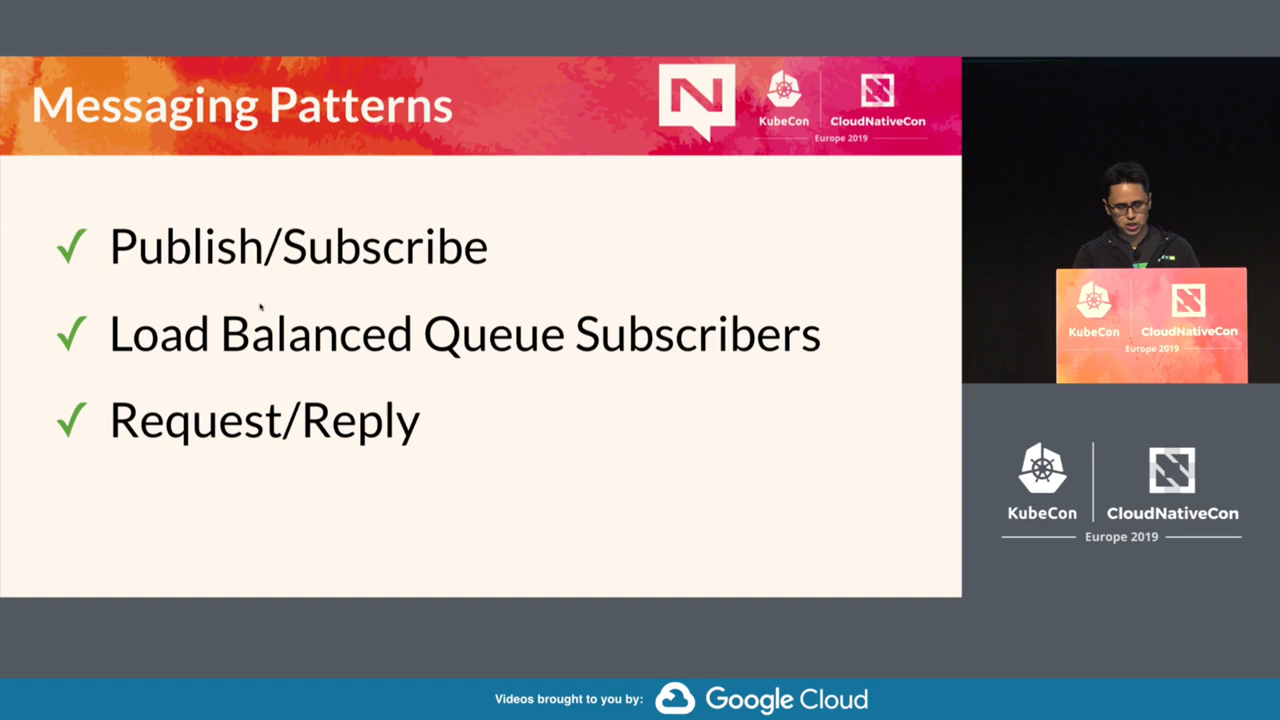 Messaging Patterns
N
KubeCon
CloudNativeCon
Europe 2019
✓ Publish/Subscribe
✓ Load Balanced Queue Subscribers
✓ Request/Reply
KubeCon
CloudNativeCon
Europe 2019
KubeCon
CloudNativeCon
Europe 2019
Videos brought to you by:
Google Cloud